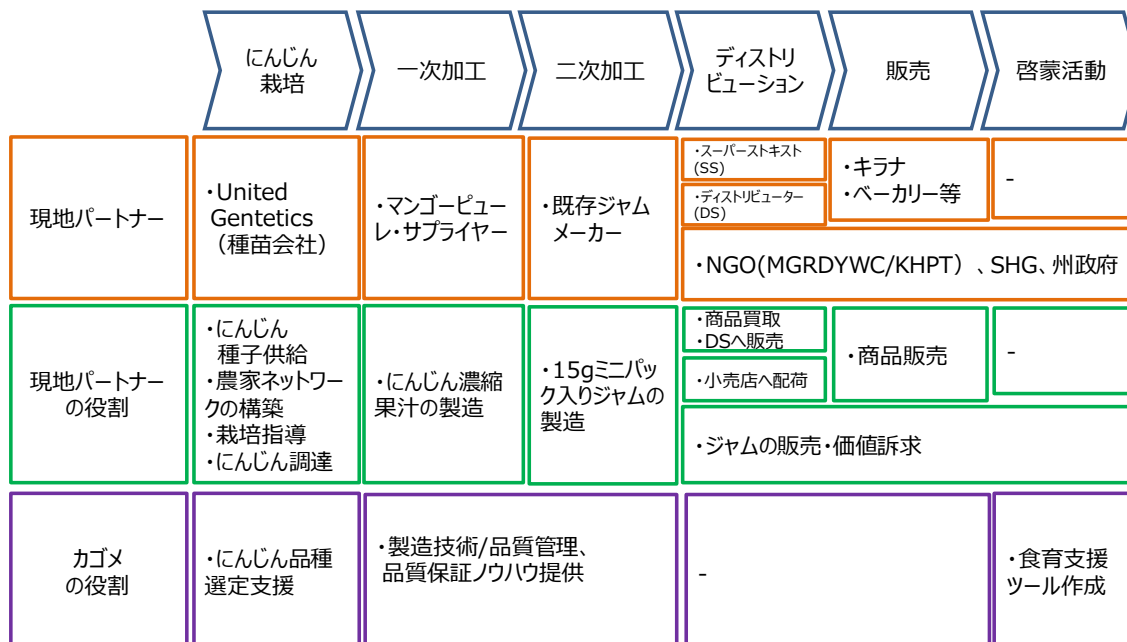 にんじん
栽培
一次加工
二次加工
ディストリ
ビューション
販売
啓蒙活動
現地パートナー
・United
Gentetics
（種苗会社）
・マンゴーピュー
レ・サプライヤー
・既存ジャム
メーカー
・スーパーストキスト
(SS)
・ディストリビューター
(DS)
・キラナ
・ベーカリー等
-
・NGO(MGRDYWC/KHPT）、SHG、州政府
現地パートナー
の役割
・にんじん
種子供給
・農家ネットワー
クの構築
・栽培指導
・にんじん調達
・にんじん濃縮
果汁の製造
・15gミニパッ
ク入りジャムの
製造
・商品買取
・DSへ販売
・小売店へ配荷
・商品販売
-
・ジャムの販売・価値訴求
カゴメ
の役割
・にんじん品種
選定支援
・製造技術/品質管理、
品質保証ノウハウ提供
-
・食育支援
ツール作成